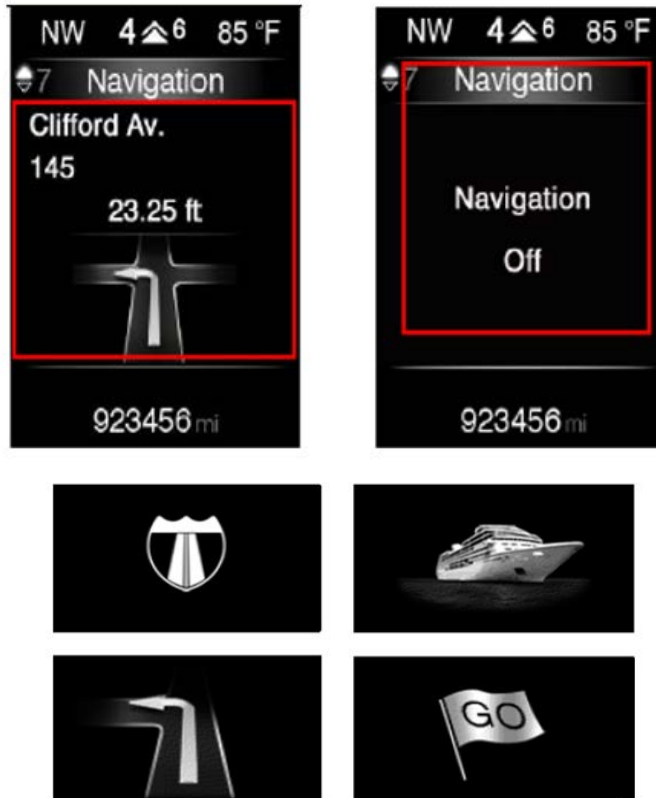 NW 4 6 85 °F
7 Navigation
Clifford Av.
145
23.25 ft
923456 mi
NW 4 6 85 °F
7 Navigation
Navigation
Off
923456 mi
GO